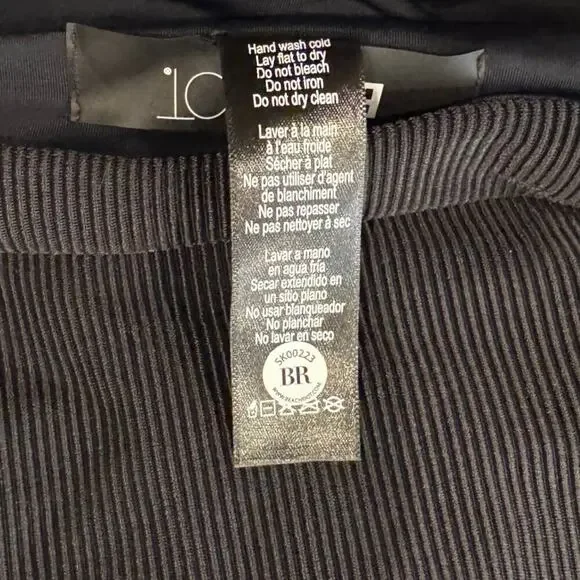 Hand wash cold
Lay flat to dry
Do not bleach
Do not iron
Do not dry clean
Laver à la main
à l'eau froide
Sécher à plat
Ne pas utiliser d'agent
de blanchiment
Ne pas repasser
Ne pas nettoyer à sec
Lavar a mano
en agua fría
Secar extendido en
un sitio plano
No usar blanqueador
No planchar
No lavar en seco
SK00223
BR
WWW.BEACHRIOT.COM